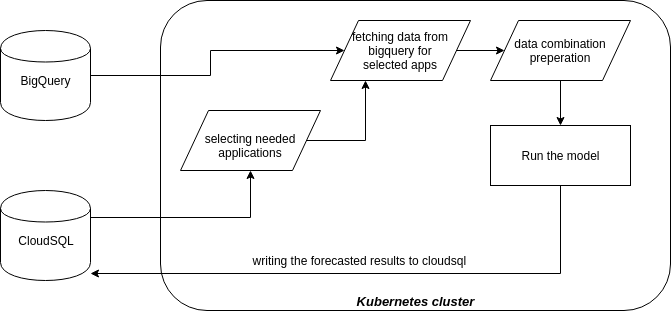 BigQuery
fetching data from
bigquery for
selected apps
data combination
preperation
selecting needed
applications
Run the model
CloudSQL
writing the forecasted results to cloudsql
Kubernetes cluster